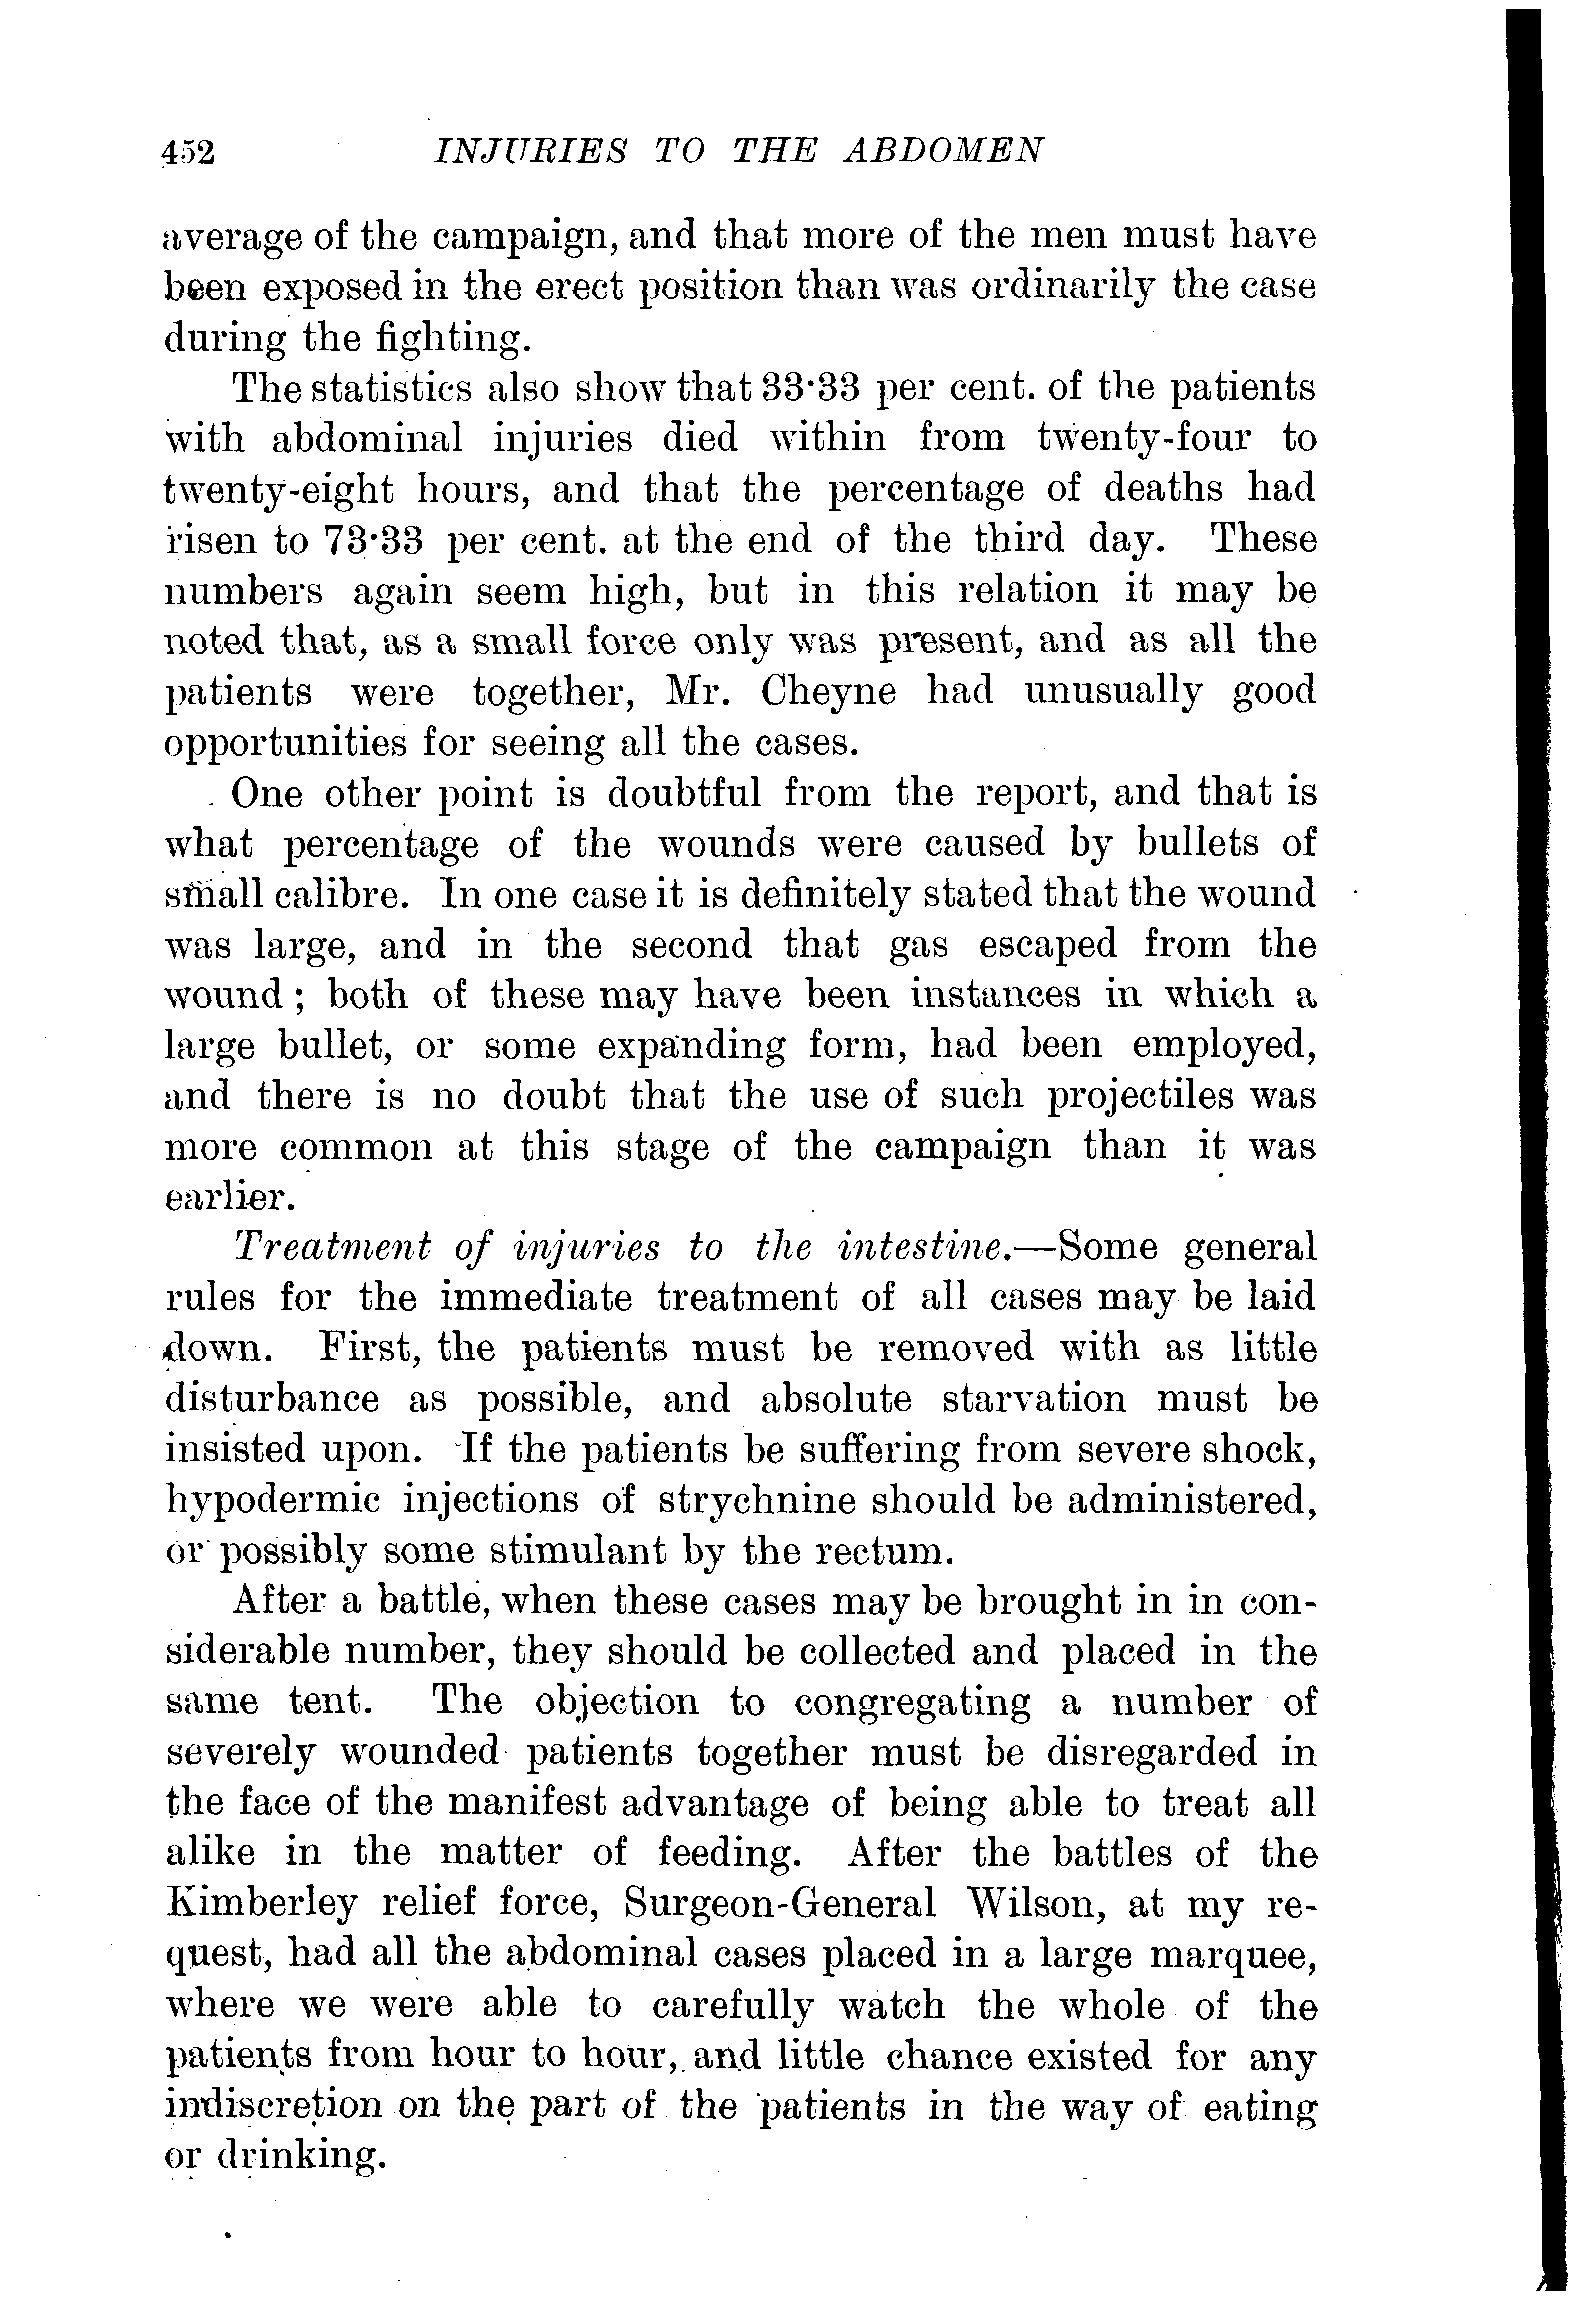 452 INJURIES TO THE ABDOMEN
average of the campaign, and that more of the men must have
been exposed in the erect position than was ordinarily the case
during the fighting.
The statistics also show that 33·33 per cent. of the patients
with abdominal injuries died within from twenty-four to
twenty-eight hours, and that the percentage of deaths had
risen to 73·33 per cent. at the end of the third day. These
numbers again seem high, but in this relation it may be
noted that, as a small force only was present, and as all the
patients were together, Mr. Cheyne had unusually good
opportunities for seeing all the cases.
One other point is doubtful from the report, and that is
what percentage of the wounds were caused by bullets of
small calibre. In one case it is definitely stated that the wound
was large, and in the second that gas escaped from the
wound ; both of these may have been instances in which a
large bullet, or some expanding form, had been employed,
and there is no doubt that the use of such projectiles was
more common at this stage of the campaign than it was
earlier.
Treatment of injuries to the intestine.—Some general
rules for the immediate treatment of all cases may be laid
down. First, the patients must be removed with as little
disturbance as possible, and absolute starvation must be
insisted upon. If the patients be suffering from severe shock,
hypodermic injections of strychnine should be administered,
or possibly some stimulant by the rectum.
After a battle, when these cases may be brought in in con-
siderable number, they should be collected and placed in the
same tent. The objection to congregating a number of
severely wounded patients together must be disregarded in
the face of the manifest advantage of being able to treat all
alike in the matter of feeding. After the battles of the
Kimberley relief force, Surgeon-General Wilson, at my re-
quest, had all the abdominal cases placed in a large marquee,
where we were able to carefully watch the whole of the
patients from hour to hour, and little chance existed for any
indiscretion on the part of the patients in the way of eating
or drinking.